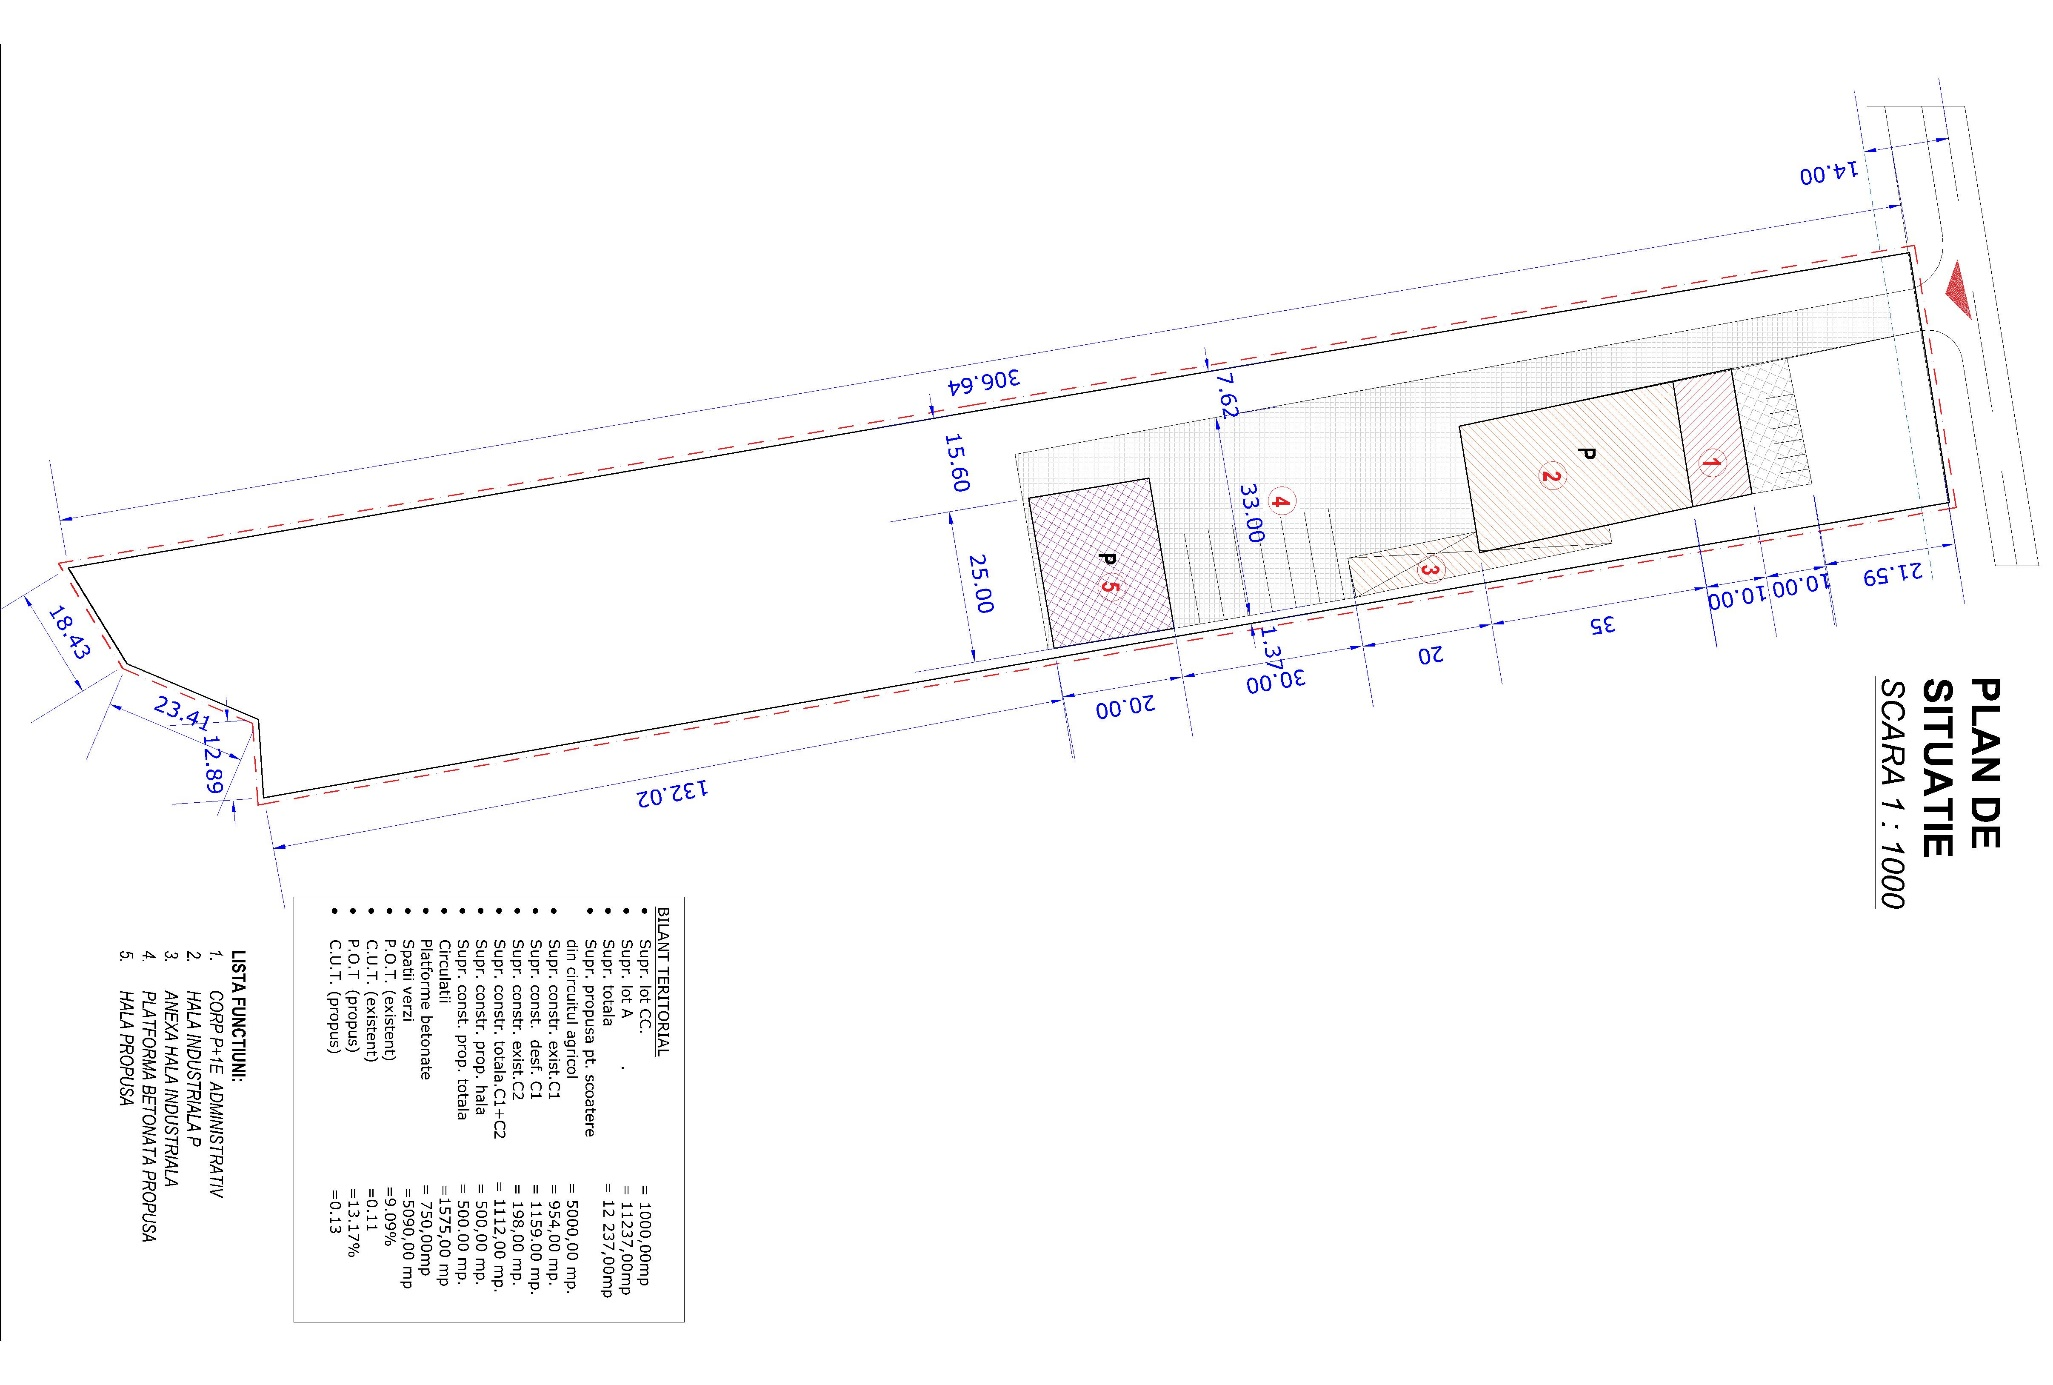 PLAN DE
SITUATIE
SCARA 1 : 1000
14.00
306.64
7.62
15.60
33.00
25.00
1.37
21.59
10.00
10.00
35
20
30.00
20.00
132.02
18.43
23.41
12.89
1
2
3
4
5
P
P
BILANT TERITORIAL
• Supr. lot CC. = 1000,00mp
• Supr. lot A . = 11237,00mp
• Supr. totala = 12 237,00mp
• Supr. propusa pt. scoatere
din circuitul agricol = 5000,00 mp.
• Supr. constr. exist.C1 = 954,00 mp.
• Supr. const. desf. C1 = 1159.00 mp.
• Supr. constr. exist.C2 = 198,00 mp.
• Supr. constr. totala.C1+C2 = 1112,00 mp.
• Supr. constr. prop. hala = 500,00 mp.
• Supr. const. prop. totala = 500.00 mp.
• Circulatii =1575,00 mp
• Platforme betonate = 750,00mp
• Spatii verzi =5090,00 mp
• P.O.T. (existent) =9.09%
• C.U.T. (existent) =0.11
• P.O.T (propus) =13.17%
• C.U.T. (propus) =0.13
LISTA FUNCTIUNI:
1. CORP P+1E ADMINISTRATIV
2. HALA INDUSTRIALA P
3. ANEXA HALA INDUSTRIALA
4. PLATFORMA BETONATA PROPUSA
5. HALA PROPUSA